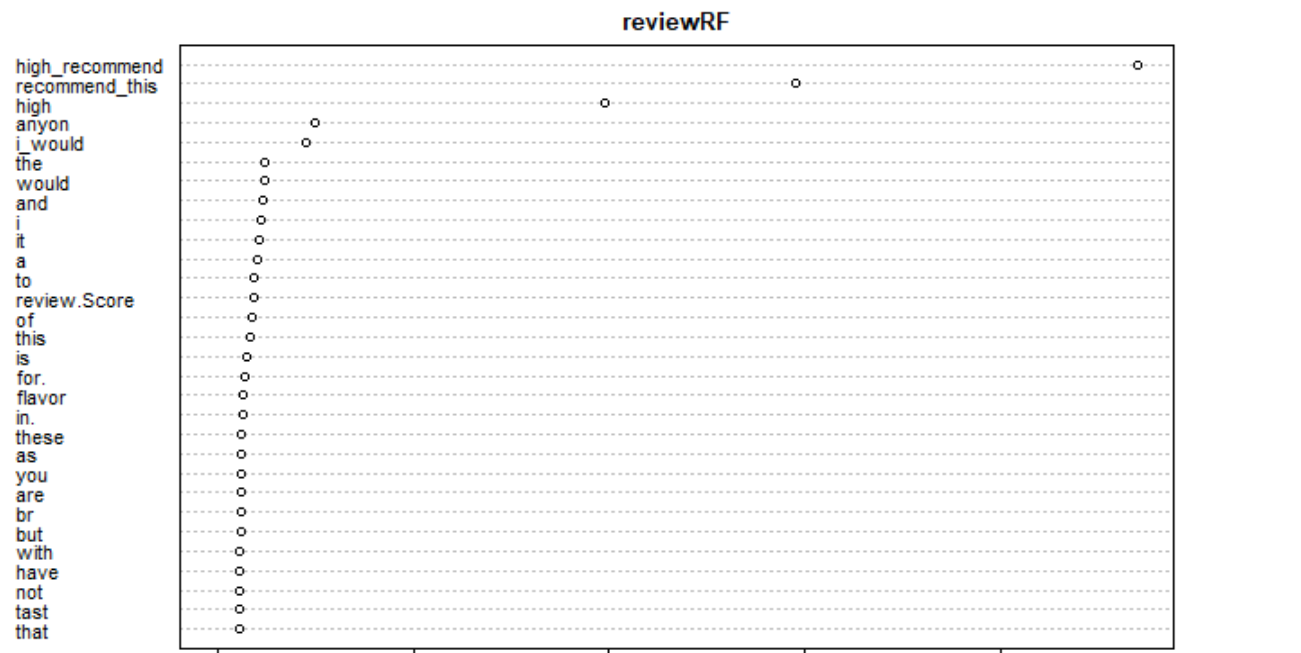 reviewRF
high_recommend
recommend_this
high
anyon
i_would
the
would
and
i
it
a
to
review.Score
of
this
is
for.
flavor
in.
these
as
you
are
br
but
with
have
not
tast
that